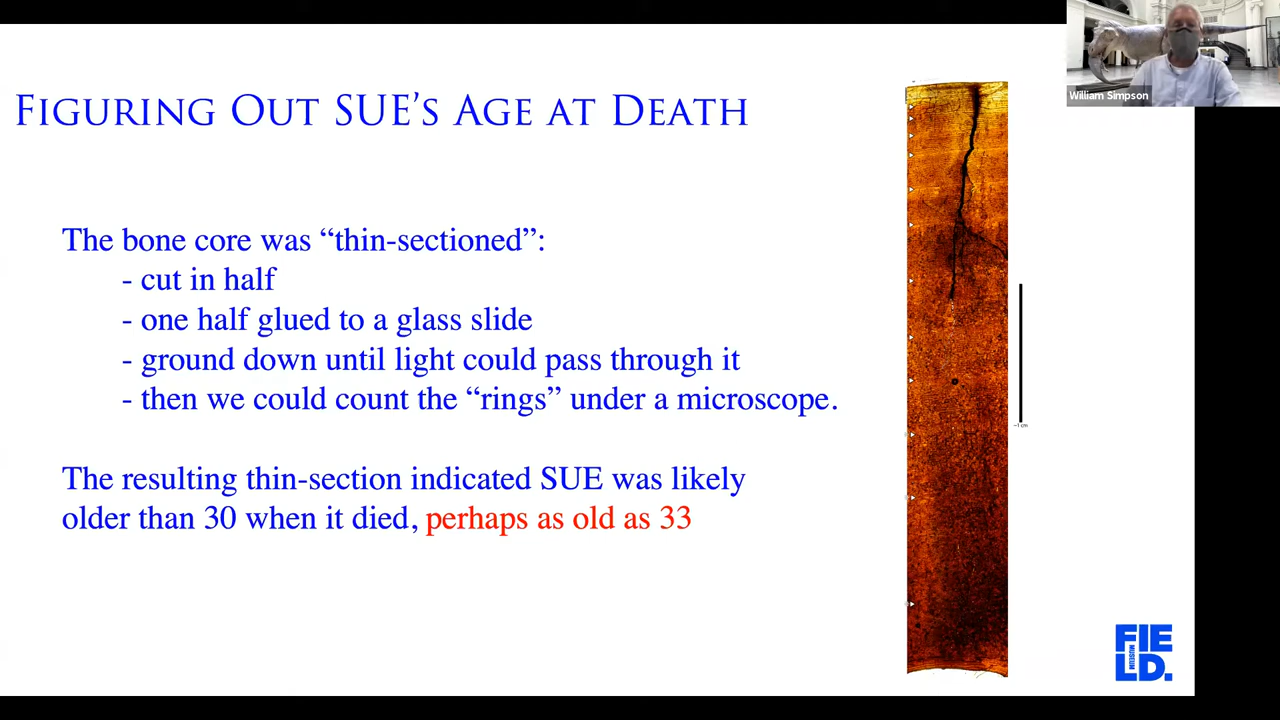 William Simpson
FIGURING OUT SUE'S AGE AT DEATH
The bone core was “thin-sectioned”:
- cut in half
- one half glued to a glass slide
- ground down until light could pass through it
- then we could count the “rings” under a microscope.
The resulting thin-section indicated SUE was likely
older than 30 when it died, perhaps as old as 33
~1 cm
FIE
MUSEUM
LD.